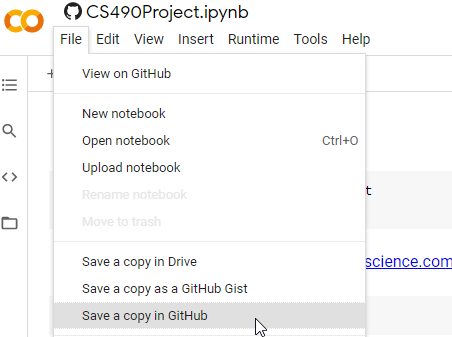 CS490Project.ipynb
File Edit View Insert Runtime Tools Help
View on GitHub
New notebook
Open notebook Ctrl+O
Upload notebook
Rename notebook
t
Move to trash
Save a copy in Drive
science.com
Save a copy as a GitHub Gist
Save a copy in GitHub